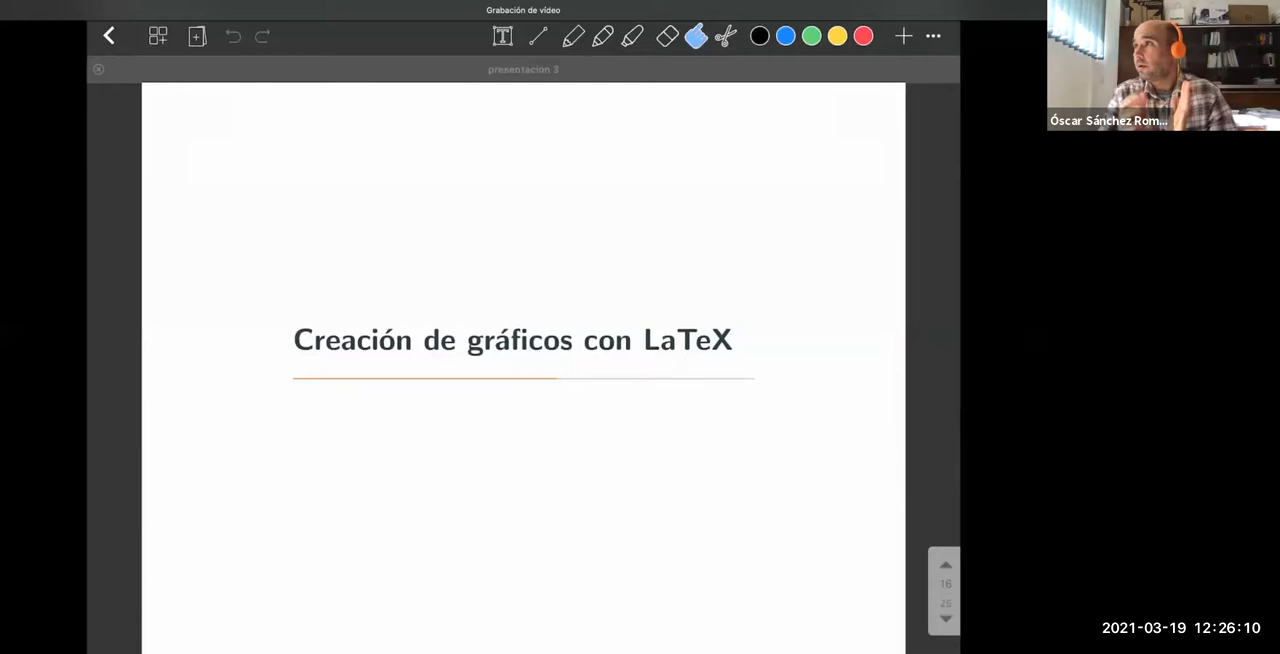 Grabación de vídeo
presentacion 3
Óscar Sánchez Rom...
Creación de gráficos con LaTeX
16
25
2021-03-19 12:26:10